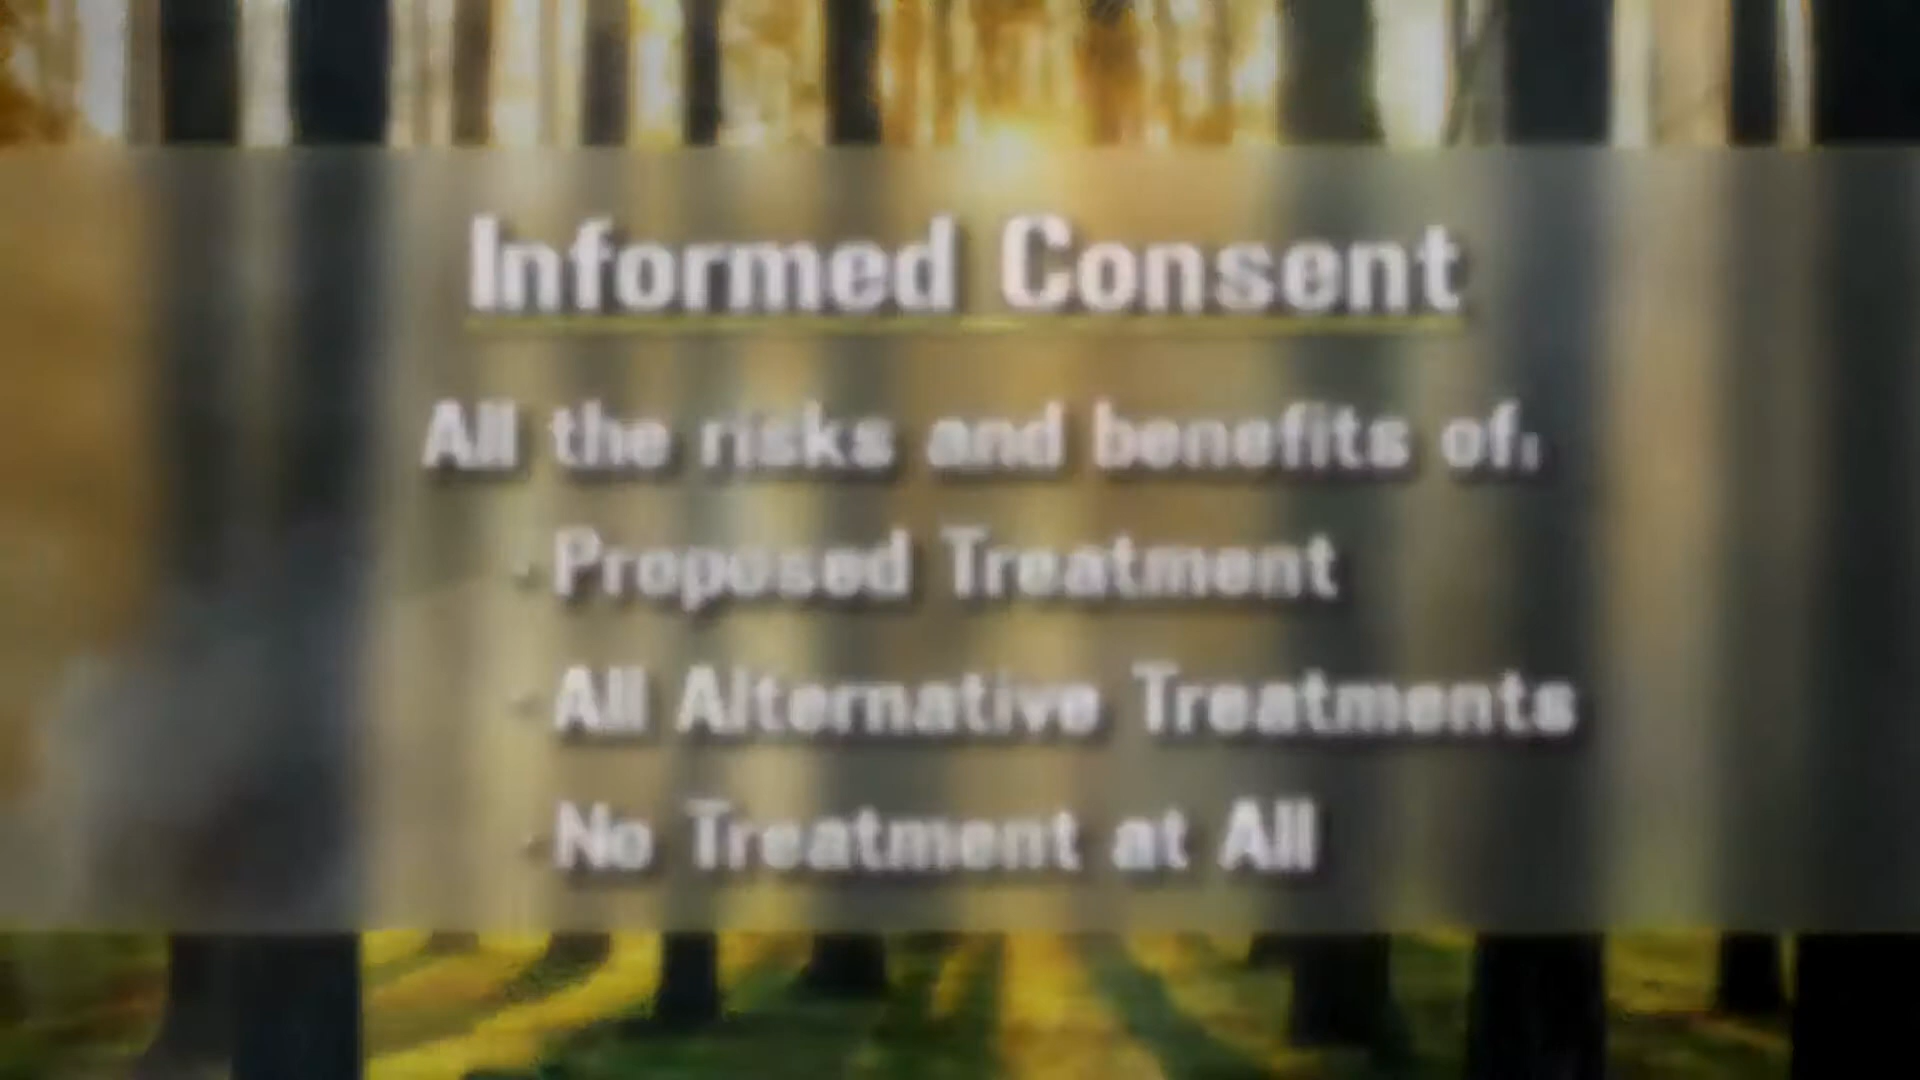 Informed Consent
All the risks and benefits of:
- Proposed Treatment
- All Alternative Treatments
- No Treatment at All